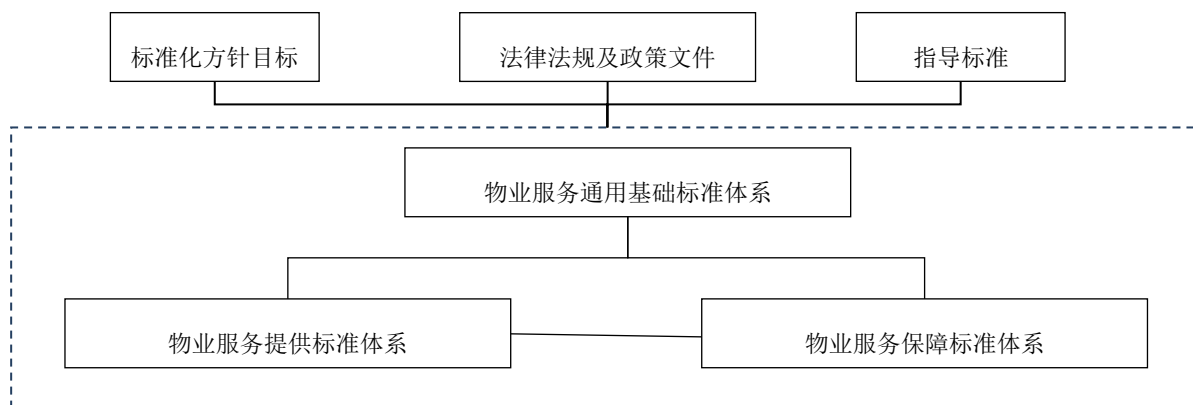 标准化方针目标
法律法规及政策文件
指导标准
物业服务通用基础标准体系
物业服务提供标准体系
物业服务保障标准体系